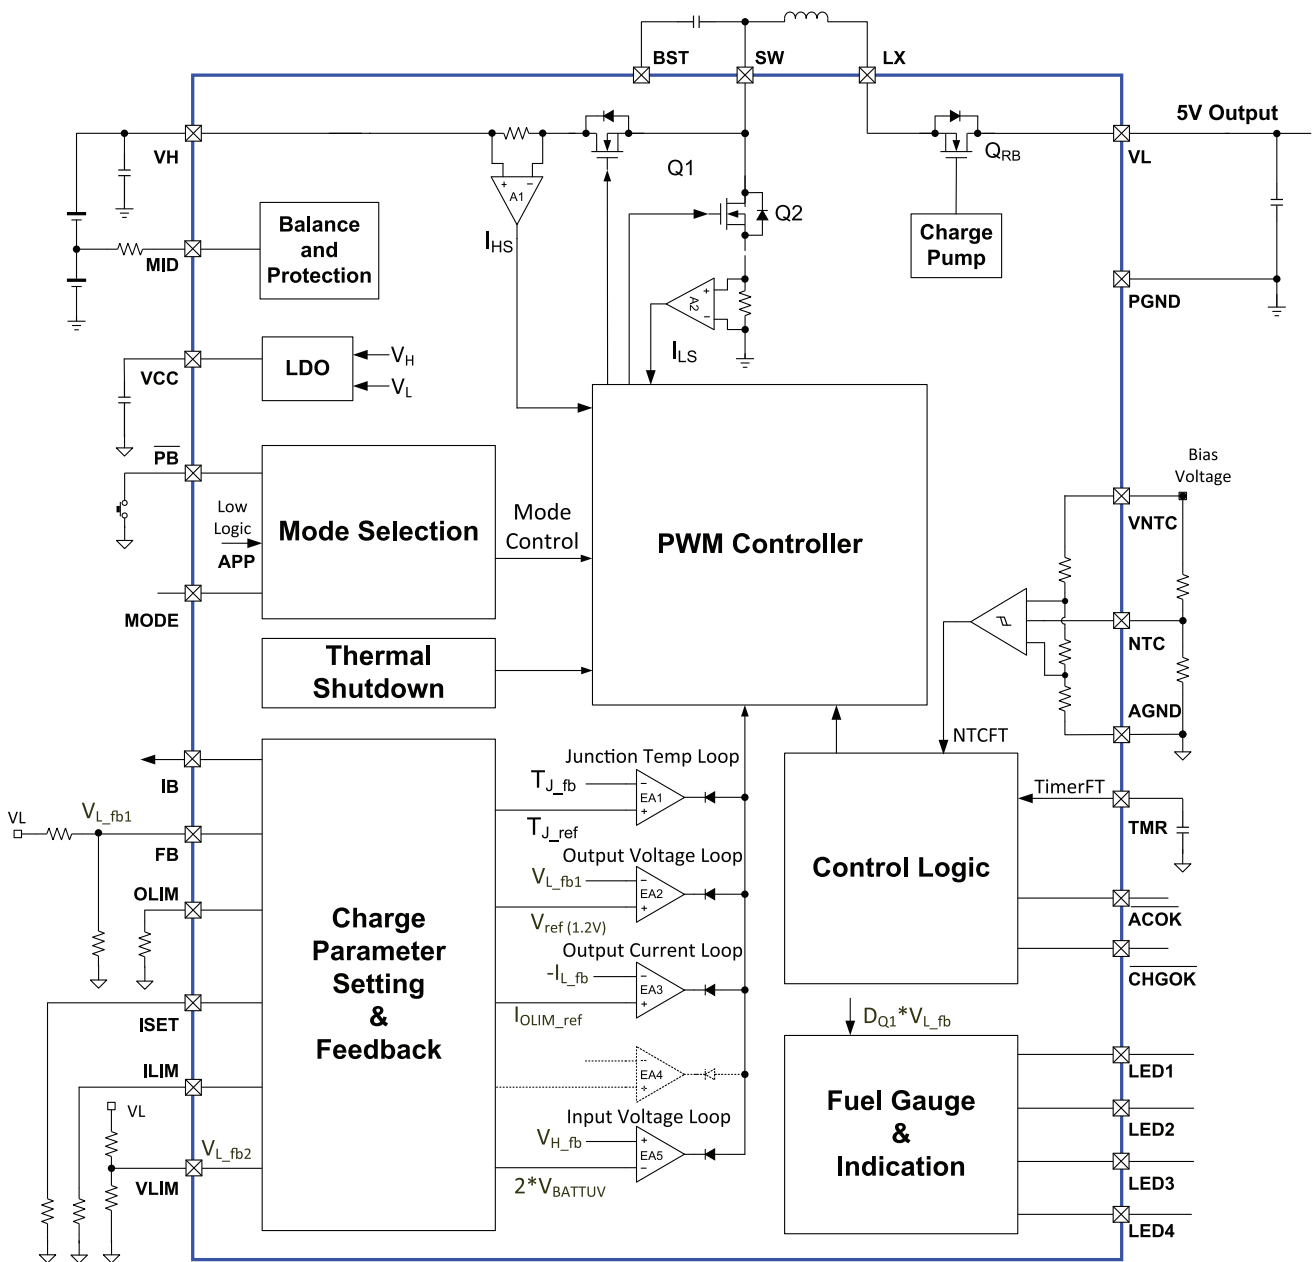 BST
SW
LX
5V Output
VH
VL
Q1
QRB
A1
IHS
Q2
Balance
and
Protection
MID
Charge
Pump
A2
PGND
ILS
LDO
VH
VL
VCC
PB
Low
Logic
APP
Mode Selection
Mode
Control
PWM Controller
Bias
Voltage
VNTC
NTC
AGND
MODE
Thermal
Shutdown
NTCFT
IB
Junction Temp Loop
TJ_fb
EA1
TJ_ref
TimerFT
TMR
VL
VL_fb1
FB
Output Voltage Loop
VL_fb1
EA2
Vref (1.2V)
Control Logic
OLIM
ACOK
Charge
Parameter
Setting
&
Feedback
Output Current Loop
-IL_fb
EA3
IOLIM_ref
CHGOK
ISET
DQ1*VL_fb
ILIM
EA4
VL
Input Voltage Loop
VH_fb
EA5
2*VBATTUV
VL_fb2
VLIM
Fuel Gauge
&
Indication
LED1
LED2
LED3
LED4